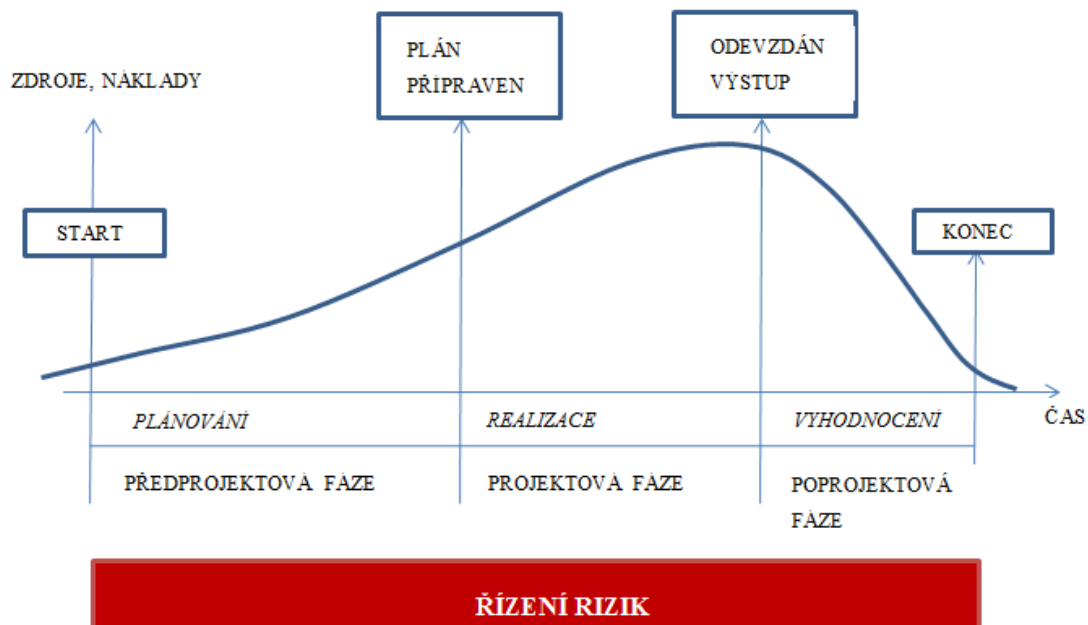 PLÁN
PŘÍPRAVEN
ODEVZDÁN
VÝSTUP
ZDROJE, NÁKLADY
START
KONEC
PLÁNOVÁNÍ
REALIZACE
VYHODNOCENÍ
ČAS
PŘEDPROJEKTOVÁ FÁZE
PROJEKTOVÁ FÁZE
POPROJEKTOVÁ
FÁZE
ŘÍZENÍ RIZIK